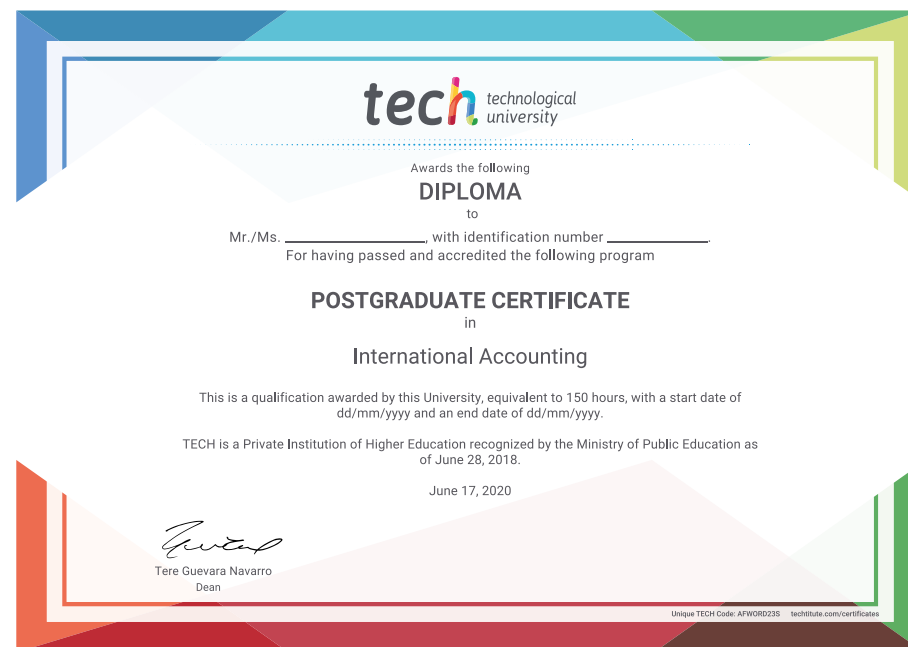 tech technological
university
Awards the following
DIPLOMA
to
Mr./Ms. ____________, with identification number _________.
For having passed and accredited the following program
POSTGRADUATE CERTIFICATE
in
International Accounting
This is a qualification awarded by this University, equivalent to 150 hours, with a start date of
dd/mm/yyyy and an end date of dd/mm/yyyy.
TECH is a Private Institution of Higher Education recognized by the Ministry of Public Education as
of June 28, 2018.
June 17, 2020
Tere Guevara Navarro
Dean
Unique TECH Code: AFWORD23S techtitute.com/certificates